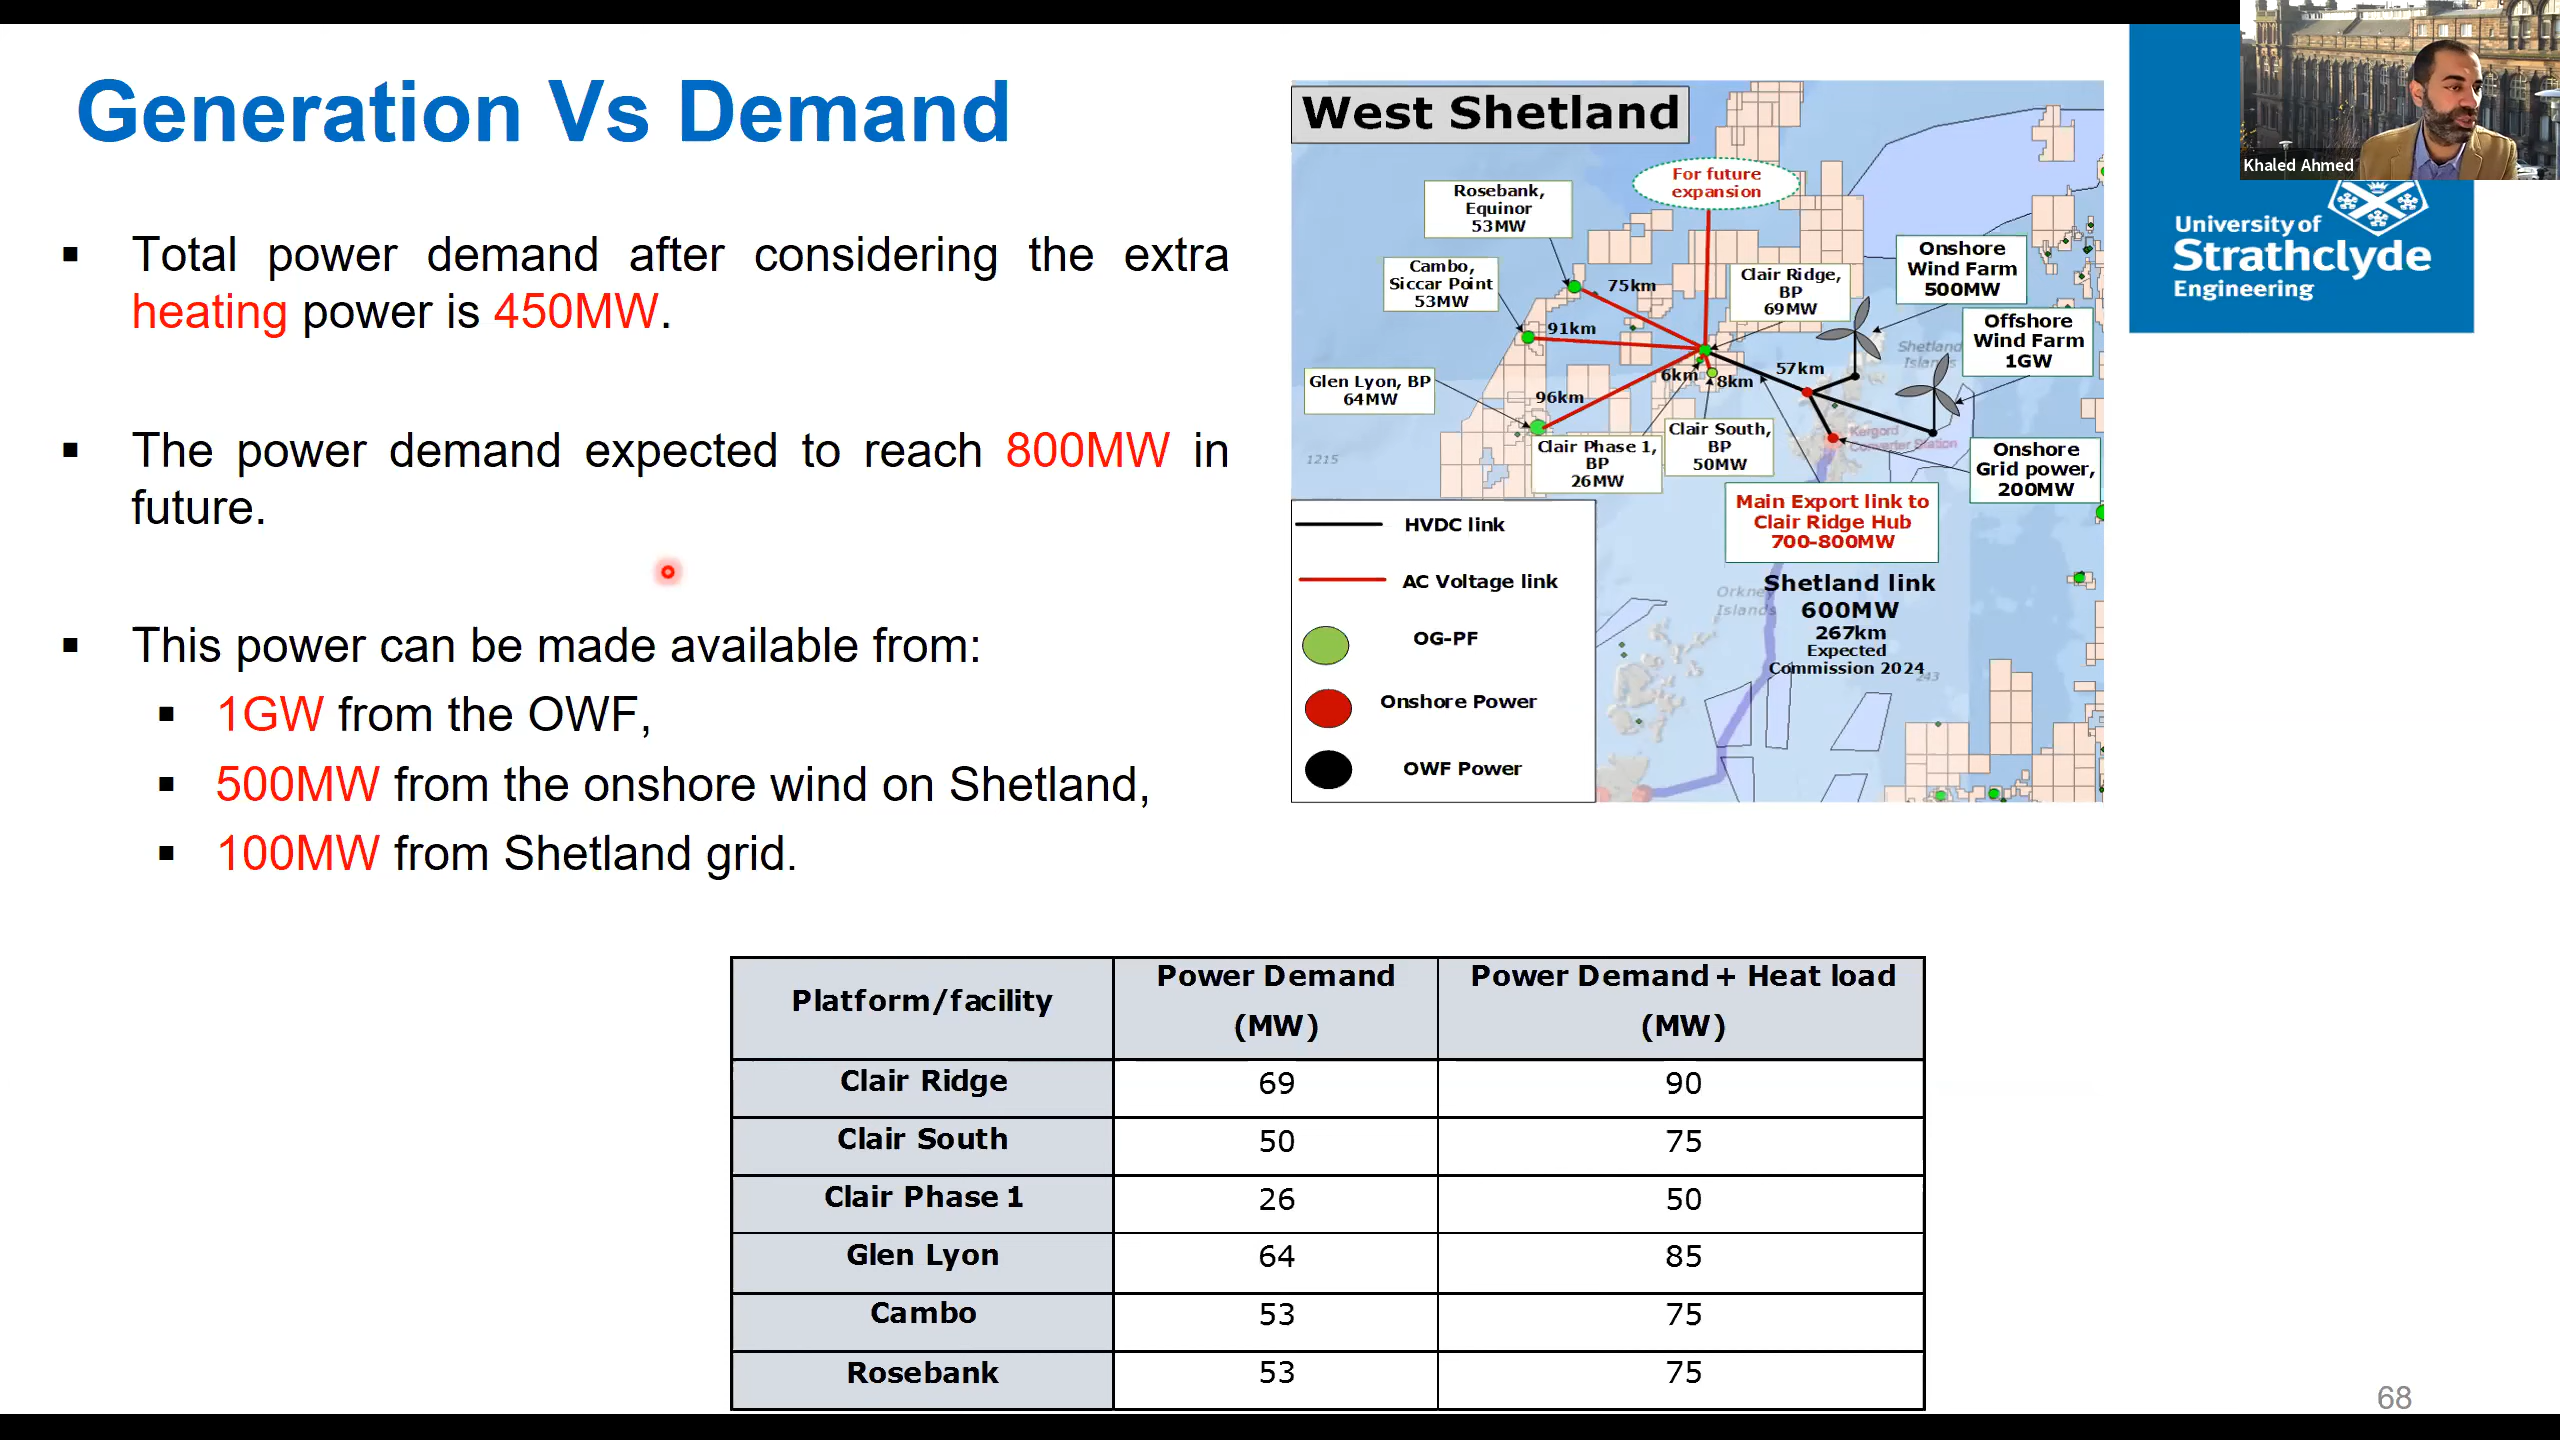 Generation Vs Demand
▪ Total power demand after considering the extra
heating power is 450MW.
▪ The power demand expected to reach 800MW in
future.
▪ This power can be made available from:
▪ 1GW from the OWF,
▪ 500MW from the onshore wind on Shetland,
▪ 100MW from Shetland grid.
West Shetland
For future
expansion
Rosebank,
Equinor
53MW
Cambo,
Siccar Point
53MW
Glen Lyon, BP
64MW
75km
91km
96km
6km
8km
57km
Clair Ridge,
BP
69MW
Onshore
Wind Farm
500MW
Offshore
Wind Farm
1GW
Shetland
Islands
Clair Phase 1,
BP
26MW
Clair South,
BP
50MW
Kergord
Converter Station
Onshore
Grid power,
200MW
1215
Main Export link to
Clair Ridge Hub
700-800MW
Shetland link
600MW
267km
Expected
Commission 2024
243
Orkney
Islands
HVDC link
AC Voltage link
OG-PF
Onshore Power
OWF Power
Khaled Ahmed
University of
Strathclyde
Engineering
Platform/facility Power Demand (MW) Power Demand + Heat load (MW)
Clair Ridge 69 90
Clair South 50 75
Clair Phase 1 26 50
Glen Lyon 64 85
Cambo 53 75
Rosebank 53 75
68